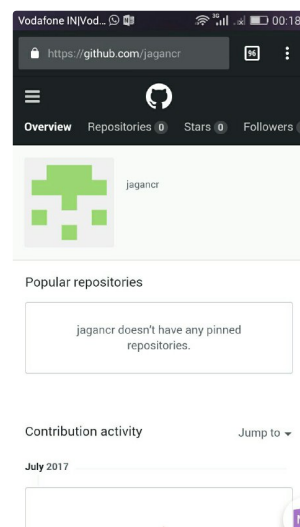 Vodafone IN|Vod... 3G 00:18
https://github.com/jagancr 96
Overview Repositories 0 Stars 0 Followers
jagancr
Popular repositories
jagancr doesn't have any pinned
repositories.
Contribution activity Jump to
July 2017